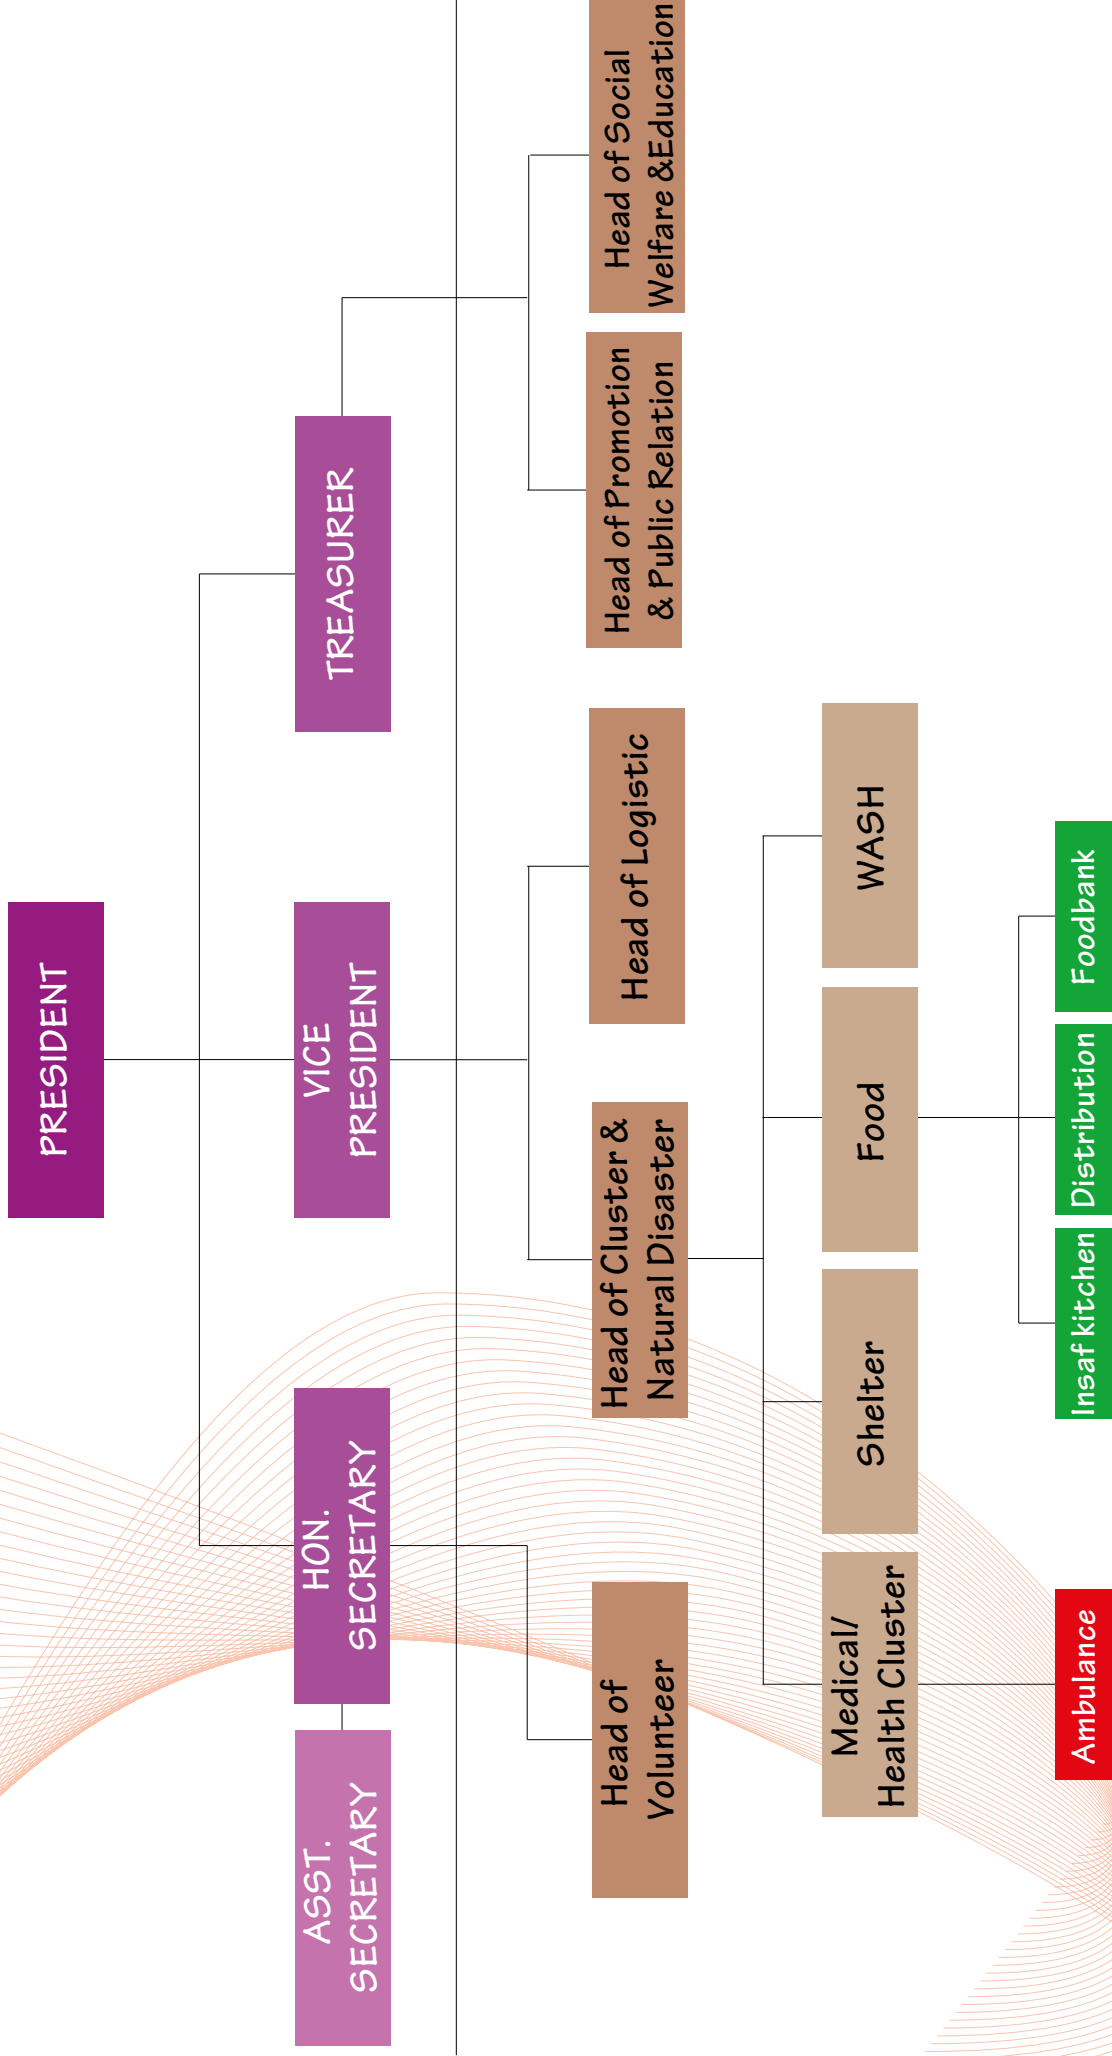 PRESIDENT
ASST.
SECRETARY
HON.
SECRETARY
VICE
PRESIDENT
TREASURER
Head of
Volunteer
Head of Cluster &
Natural Disaster
Head of Logistic
Head of Promotion
& Public Relation
Head of Social
Welfare &Education
Medical/
Health Cluster
Shelter
Food
WASH
Ambulance
Insaf kitchen
Distribution
Foodbank